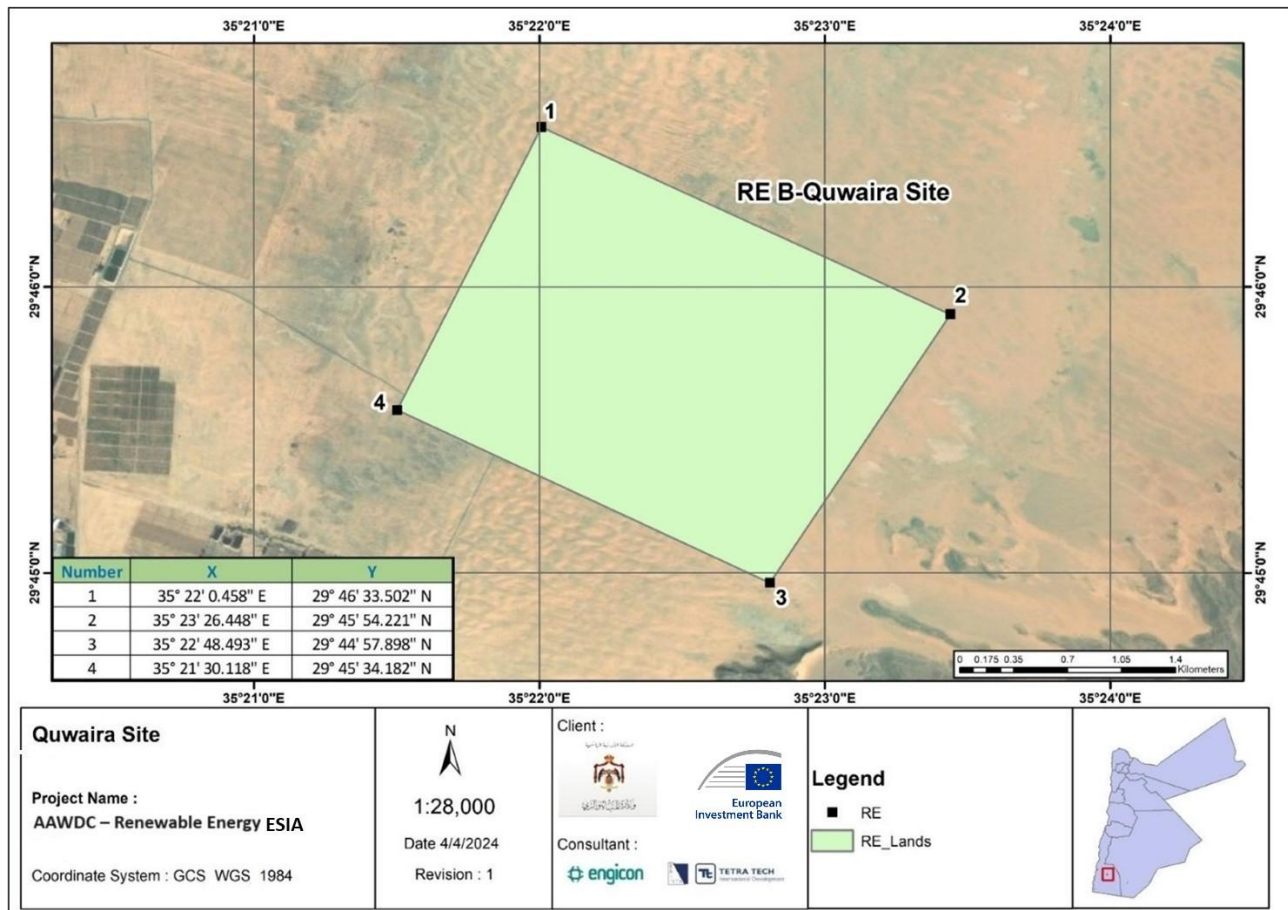 35°21'0"E 35°22'0"E 35°23'0"E 35°24'0"E
1
RE B-Quwaira Site
29°46'0"N 29°46'0"N
2
4
29°45'0"N 29°45'0"N
3
Number X Y
1 35° 22' 0.458" E 29° 46' 33.502" N
2 35° 23' 26.448" E 29° 45' 54.221" N
3 35° 22' 48.493" E 29° 44' 57.898" N
4 35° 21' 30.118" E 29° 45' 34.182" N
0 0.175 0.35 0.7 1.05 1.4
Kilometers
35°21'0"E 35°22'0"E 35°23'0"E 35°24'0"E
Quwaira Site
Project Name :
AAWDC – Renewable Energy ESIA
Coordinate System : GCS WGS 1984
N
1:28,000
Date 4/4/2024
Revision : 1
Client :
European
Investment Bank
Consultant :
engicon
TETRA TECH
International Development
Legend
RE
RE_Lands